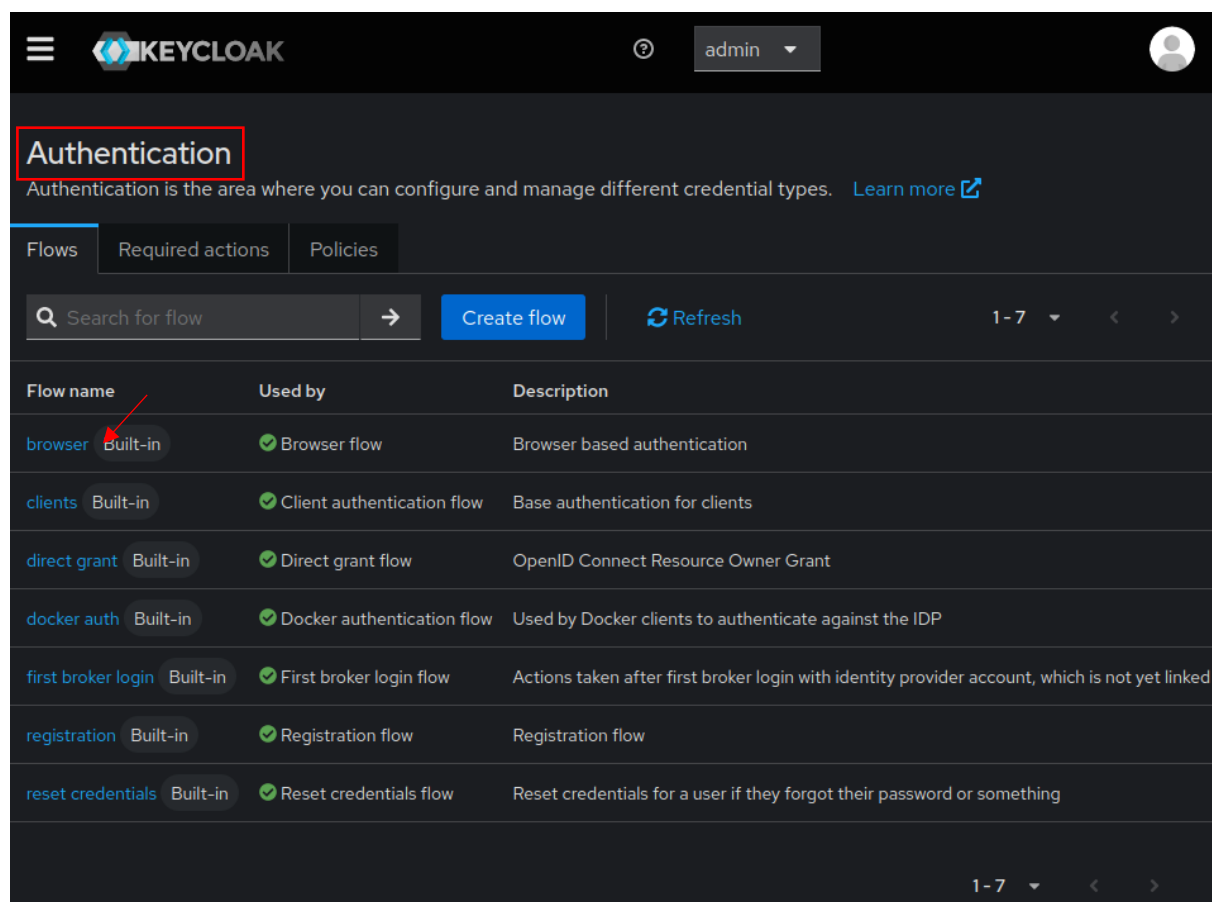 KEYCLOAK
admin
Authentication
Authentication is the area where you can configure and manage different credential types. Learn more
Flows Required actions Policies
Search for flow Create flow Refresh 1 - 7
Flow name Used by Description
browser Built-in Browser flow Browser based authentication
clients Built-in Client authentication flow Base authentication for clients
direct grant Built-in Direct grant flow OpenID Connect Resource Owner Grant
docker auth Built-in Docker authentication flow Used by Docker clients to authenticate against the IDP
first broker login Built-in First broker login flow Actions taken after first broker login with identity provider account, which is not yet linked
registration Built-in Registration flow Registration flow
reset credentials Built-in Reset credentials flow Reset credentials for a user if they forgot their password or something
1 - 7